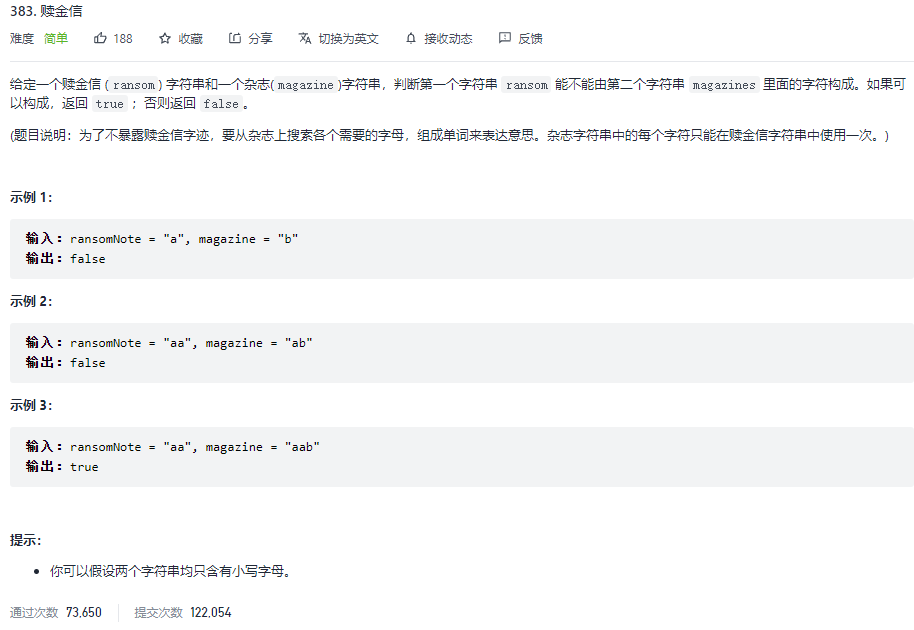 383. 赎金信
难度 简单 188 收藏 分享 切换为英文 接收动态 反馈
给定一个赎金信 (ransom) 字符串和一个杂志(magazine)字符串，判断第一个字符串 ransom 能不能由第二个字符串 magazines 里面的字符构成。如果可
以构成，返回 true ；否则返回 false。
(题目说明：为了不暴露赎金信字迹，要从杂志上搜索各个需要的字母，组成单词来表达意思。杂志字符串中的每个字符只能在赎金信字符串中使用一次。)
示例 1：
输入：ransomNote = "a", magazine = "b"
输出：false
示例 2：
输入：ransomNote = "aa", magazine = "ab"
输出：false
示例 3：
输入：ransomNote = "aa", magazine = "aab"
输出：true
提示：
• 你可以假设两个字符串均只含有小写字母。
通过次数 73,650 提交次数 122,054